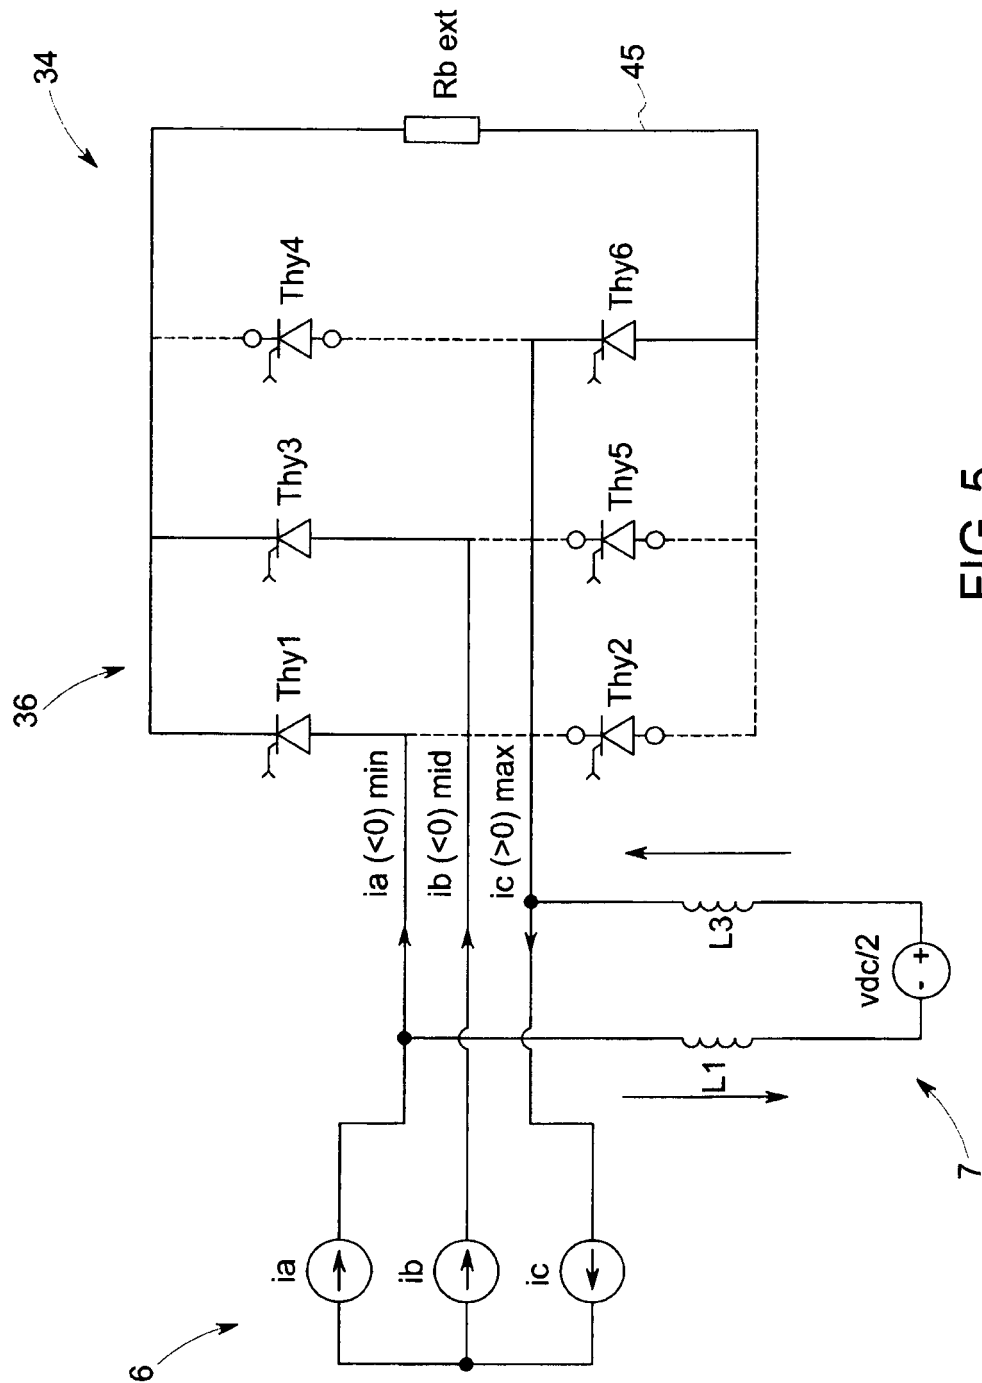 34
36
Thy1
Thy3
Thy4
Rb ext
45
ia (<0) min
ib (<0) mid
ic (>0) max
Thy2
Thy5
Thy6
6
ia
ib
ic
L1
L3
vdc/2
-
+
7
FIG. 5